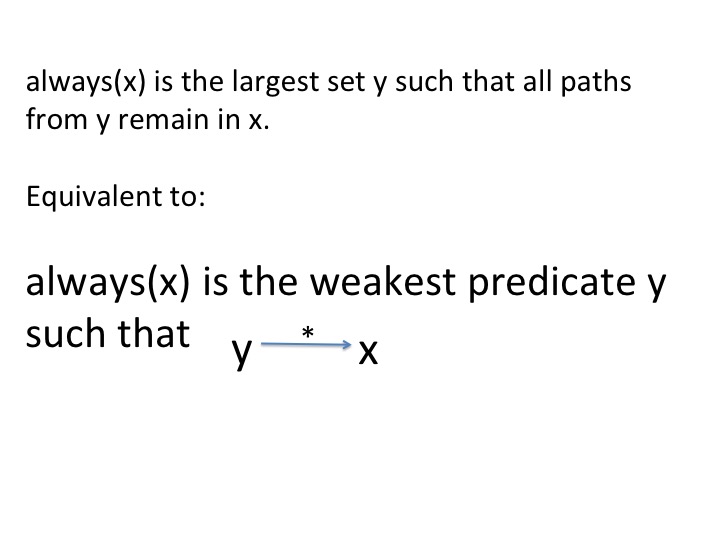 always(x) is the largest set y such that all paths
from y remain in x.
Equivalent to:
always(x) is the weakest predicate y
such that y * x